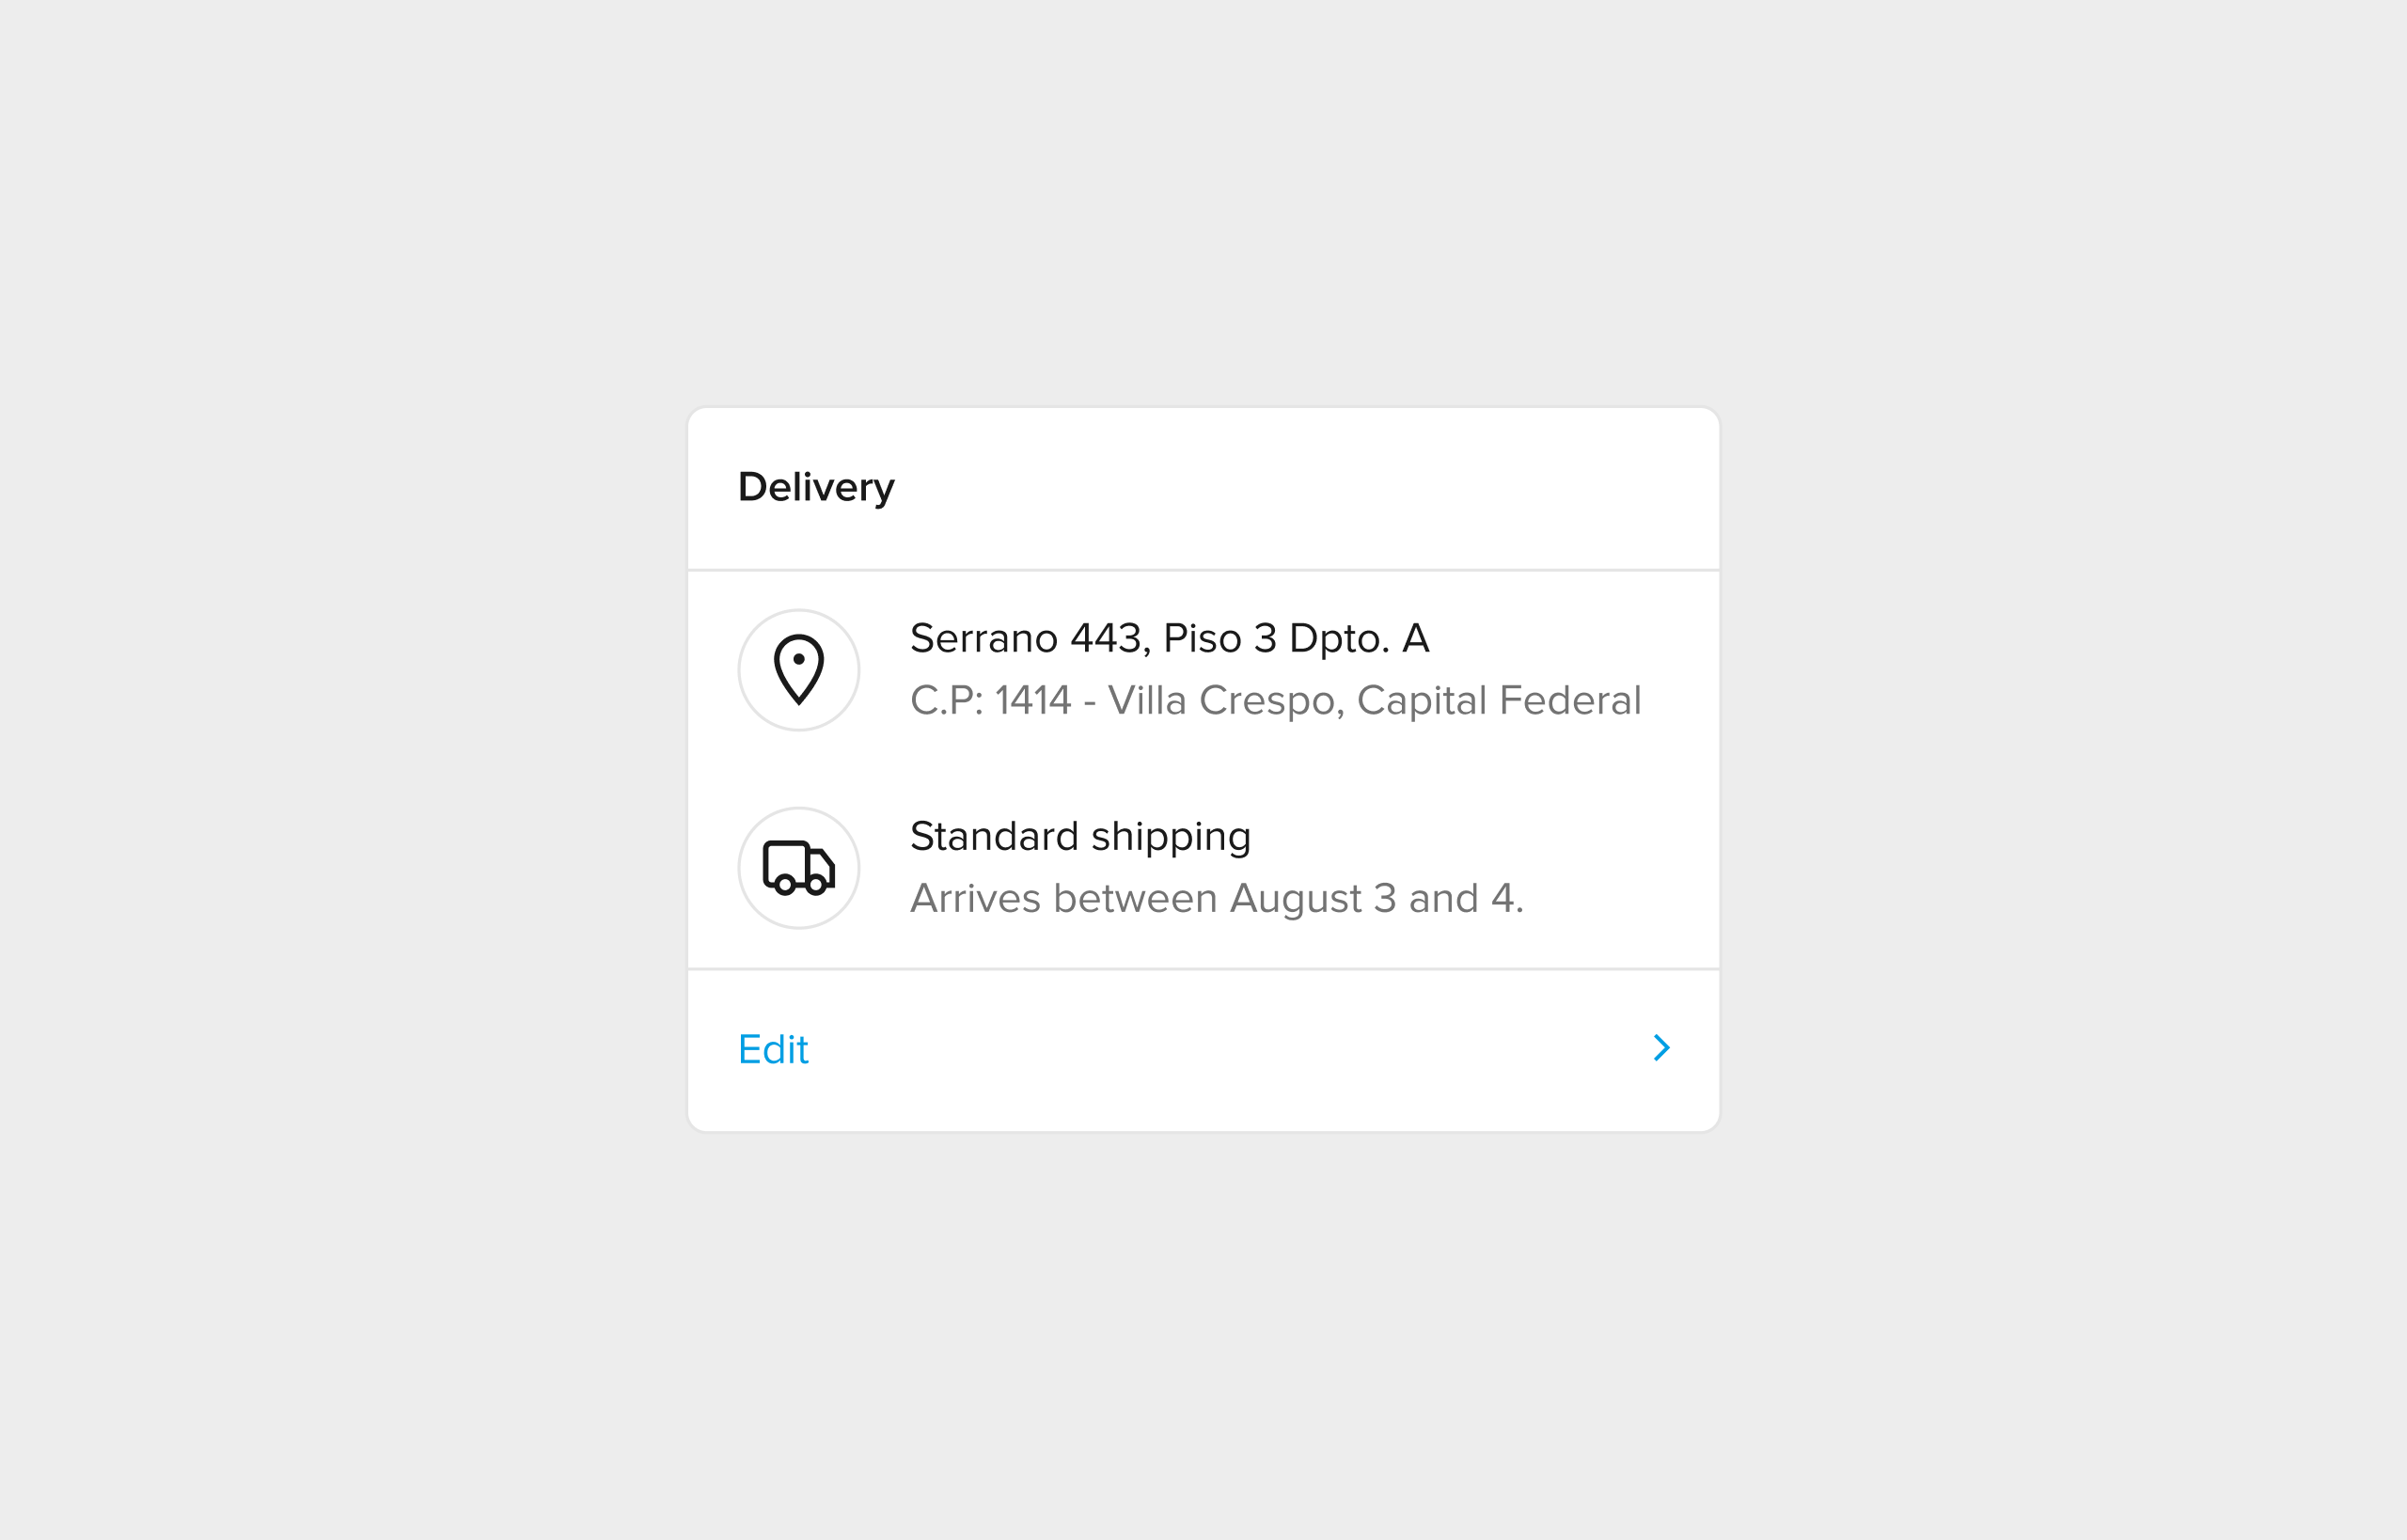 Delivery
Serrano 443, Piso 3 Dpto. A
C.P: 1414 - Villa Crespo, Capital Federal
Standard shipping
Arrives between August 3 and 4.
Edit